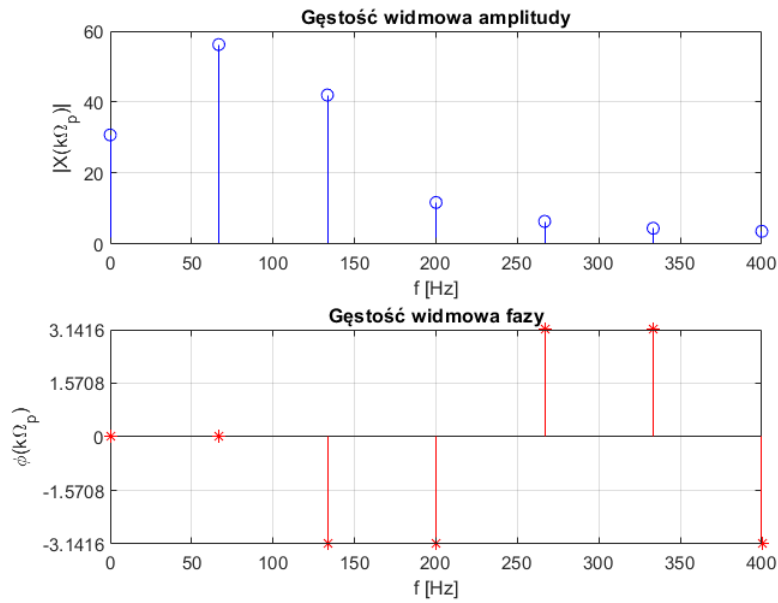 Gęstość widmowa amplitudy
60
40
20
0
|X(kΩp)|
0 50 100 150 200 250 300 350 400
f [Hz]
Gęstość widmowa fazy
3.1416
1.5708
0
-1.5708
-3.1416
ϕ(kΩp)
0 50 100 150 200 250 300 350 400
f [Hz]